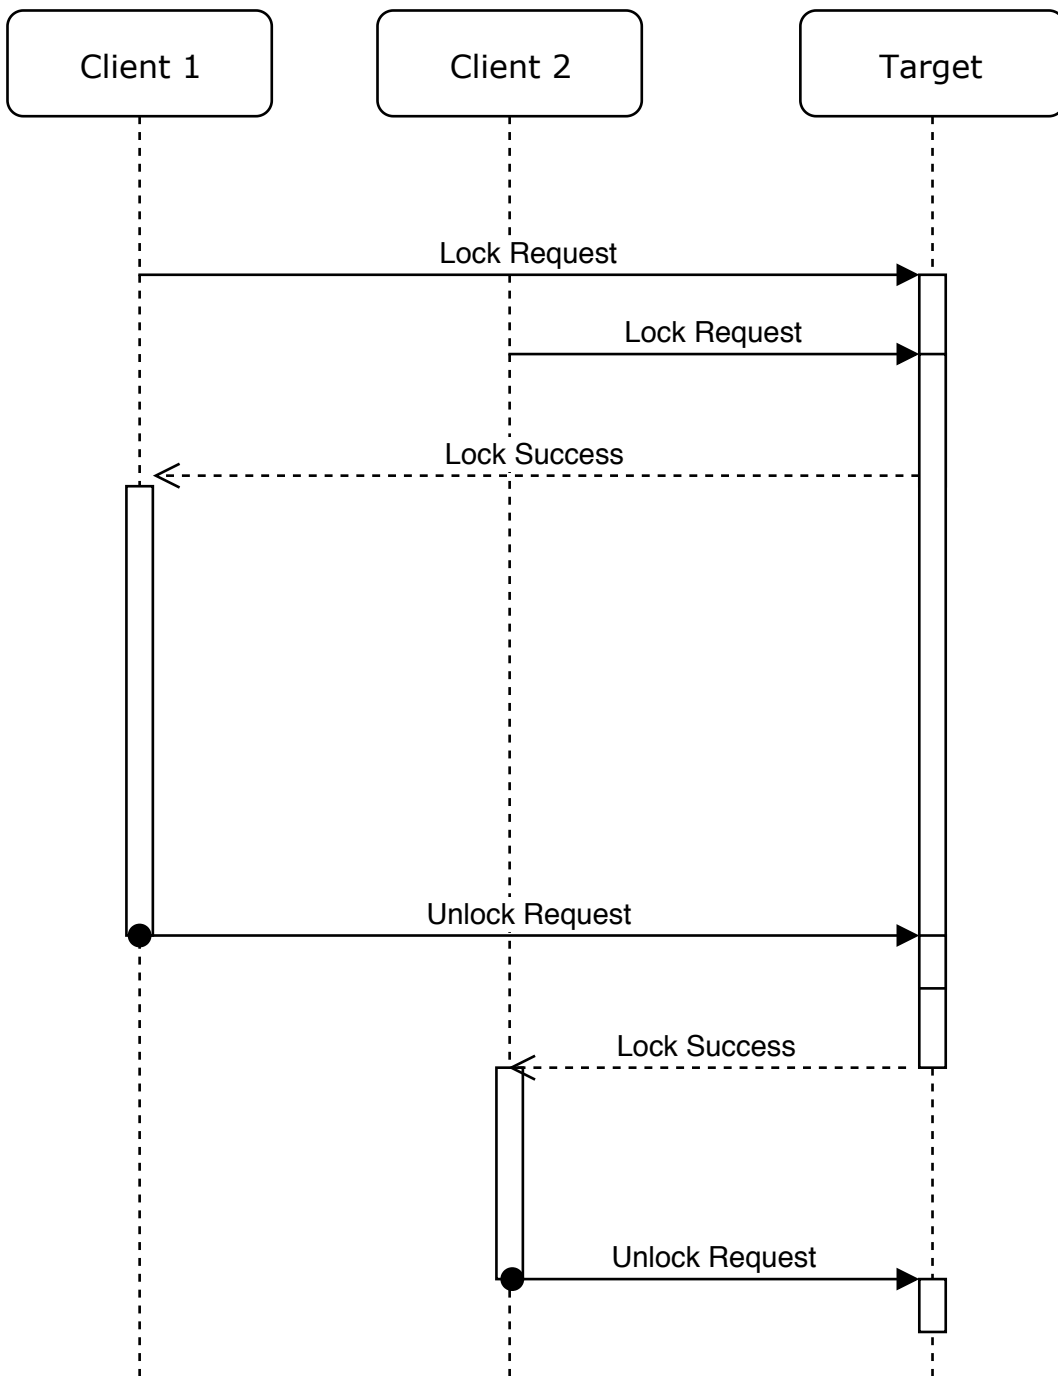 Client 1
Client 2
Target
Lock Request
Lock Request
Lock Success
Unlock Request
Lock Success
Unlock Request